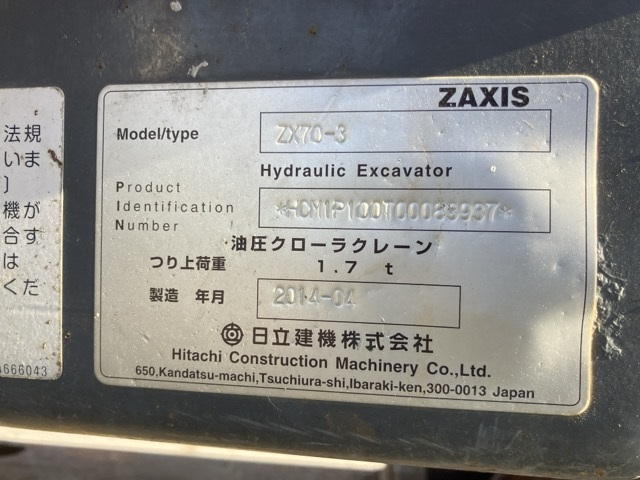 法規
いま
〕
機が
合す
は
くだ
666043
ZAXIS
Model/type ZX70-3
Hydraulic Excavator
Product
Identification *HCM1P100T00083937*
Number
油圧クローラクレーン
つり上荷重 1.7 t
製造 年月 2014-04
日立建機株式会社
Hitachi Construction Machinery Co.,Ltd.
650,Kandatsu-machi,Tsuchiura-shi,Ibaraki-ken,300-0013 Japan